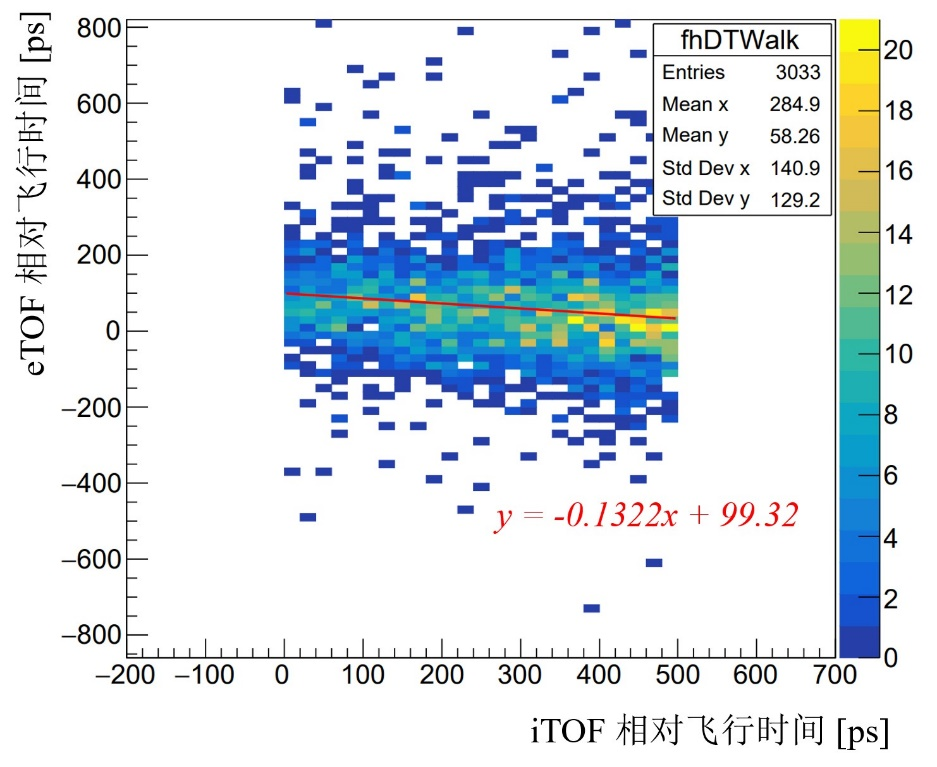 eTOF 相对飞行时间 [ps]
800
600
400
200
0
−200
−400
−600
−800
fhDTWalk
Entries 3033
Mean x 284.9
Mean y 58.26
Std Dev x 140.9
Std Dev y 129.2
y = -0.1322x + 99.32
20
18
16
14
12
10
8
6
4
2
0
−200 −100 0 100 200 300 400 500 600 700
iTOF 相对飞行时间 [ps]